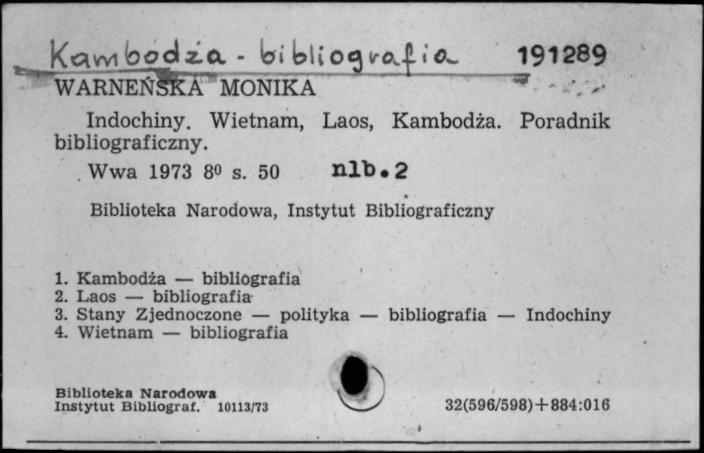 Kambodża - bibliografia 191289
WARNEŃSKA MONIKA
Indochiny. Wietnam, Laos, Kambodża. Poradnik
bibliograficzny.
Wwa 1973 8⁰ s. 50 nlb. 2
Biblioteka Narodowa, Instytut Bibliograficzny
1. Kambodża — bibliografia
2. Laos — bibliografia
3. Stany Zjednoczone — polityka — bibliografia — Indochiny
4. Wietnam — bibliografia
Biblioteka Narodowa
Instytut Bibliograf. 10113/73 32(596/598)+884:016